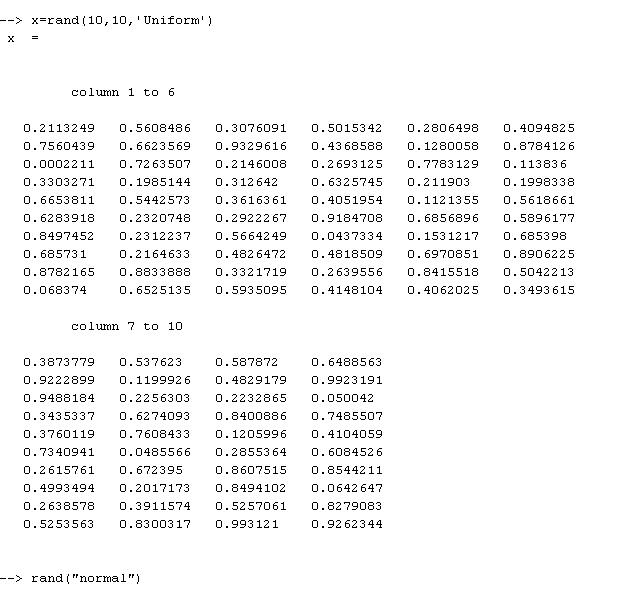 --> x=rand(10,10,'Uniform')
x =
column 1 to 6
0.2113249 0.5608486 0.3076091 0.5015342 0.2806498 0.4094825
0.7560439 0.6623569 0.9329616 0.4368588 0.1280058 0.8784126
0.0002211 0.7263507 0.2146008 0.2693125 0.7783129 0.113836
0.3303271 0.1985144 0.312642 0.6325745 0.211903 0.1998338
0.6653811 0.5442573 0.3616361 0.4051954 0.1121355 0.5618661
0.6283918 0.2320748 0.2922267 0.9184708 0.6856896 0.5896177
0.8497452 0.2312237 0.5664249 0.0437334 0.1531217 0.685398
0.685731 0.2164633 0.4826472 0.4818509 0.6970851 0.8906225
0.8782165 0.8833888 0.3321719 0.2639556 0.8415518 0.5042213
0.068374 0.6525135 0.5935095 0.4148104 0.4062025 0.3493615
column 7 to 10
0.3873779 0.537623 0.587872 0.6488563
0.9222899 0.1199926 0.4829179 0.9923191
0.9488184 0.2256303 0.2232865 0.050042
0.3435337 0.6274093 0.8400886 0.7485507
0.3760119 0.7608433 0.1205996 0.4104059
0.7340941 0.0485566 0.2855364 0.6084526
0.2615761 0.672395 0.8607515 0.8544211
0.4993494 0.2017173 0.8494102 0.0642647
0.2638578 0.3911574 0.5257061 0.8279083
0.5253563 0.8300317 0.993121 0.9262344
--> rand("normal")